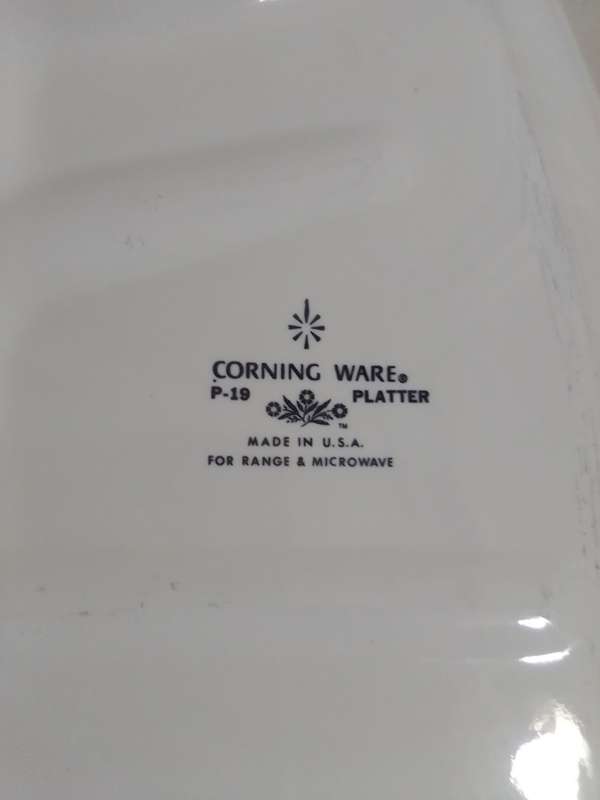 CORNING WARE®
P-19 PLATTER
TM
MADE IN U.S.A.
FOR RANGE & MICROWAVE